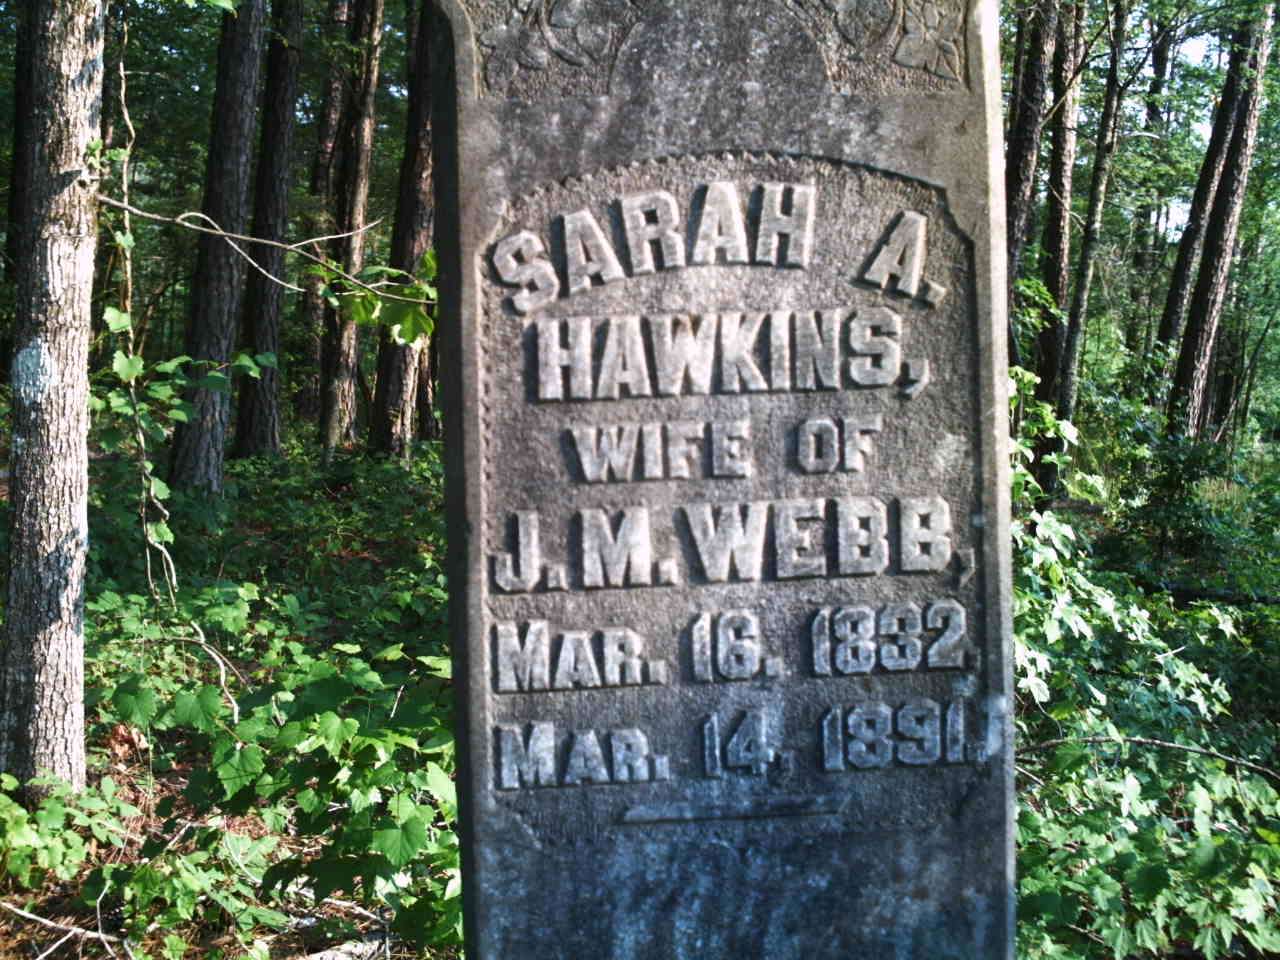 SARAH A.
HAWKINS,
WIFE OF
J. M. WEBB,
MAR. 16. 1832.
MAR. 14. 1891.